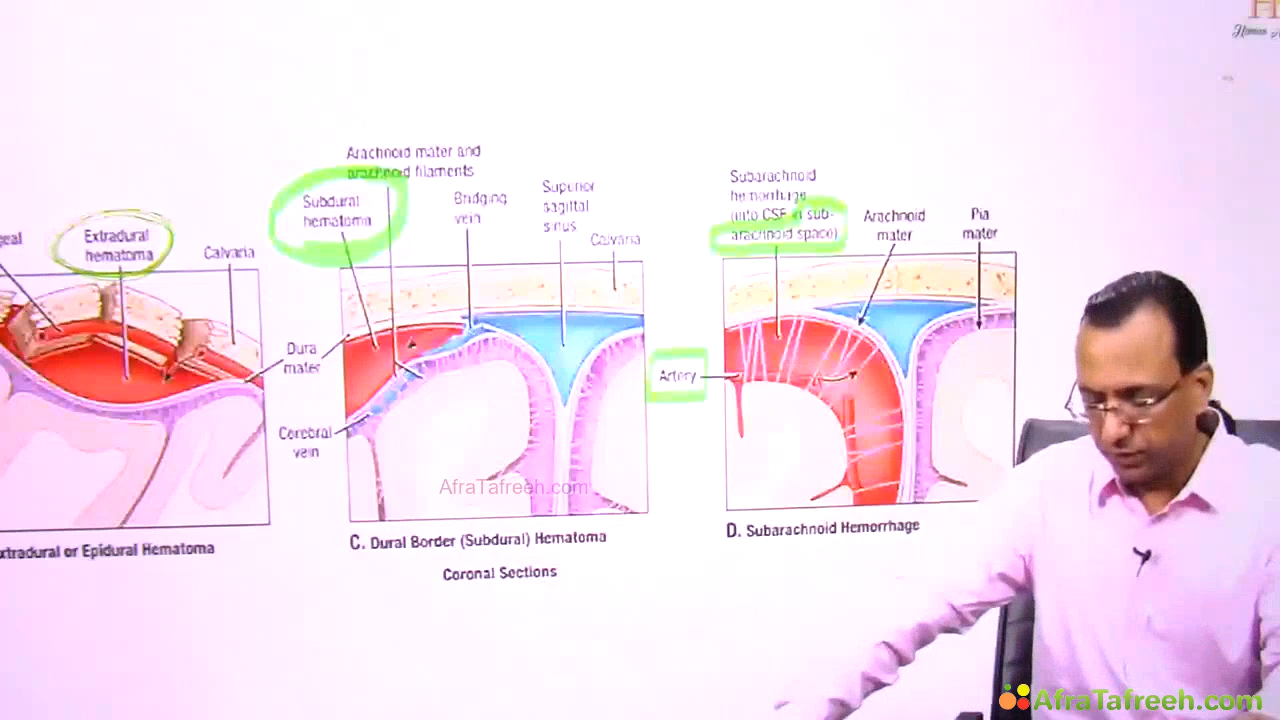 geal
Extradural
hematoma
Calvaria
Dura
mater
xtradural or Epidural Hematoma
Arachnoid mater and
arachnoid filaments
Subdural
hematoma
Bridging
vein
Superior
sagittal
sinus
Calvaria
Cerebral
vein
AfraTafreeh.com
C. Dural Border (Subdural) Hematoma
Coronal Sections
Subarachnoid
hemorrhage
(into CSF in sub-
arachnoid space)
Arachnoid
mater
Pia
mater
Artery
D. Subarachnoid Hemorrhage
Human
AfraTafreeh.com